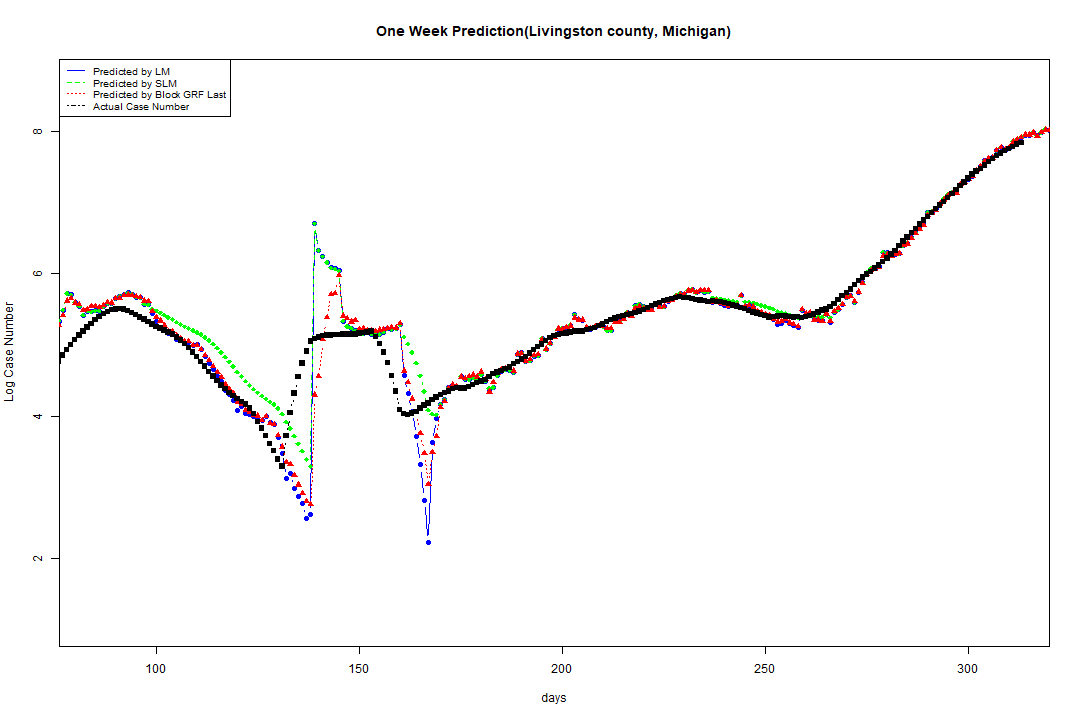 One Week Prediction(Livingston county, Michigan)
Predicted by LM
Predicted by SLM
Predicted by Block GRF Last
Actual Case Number
8
6
4
2
Log Case Number
100 150 200 250 300
days